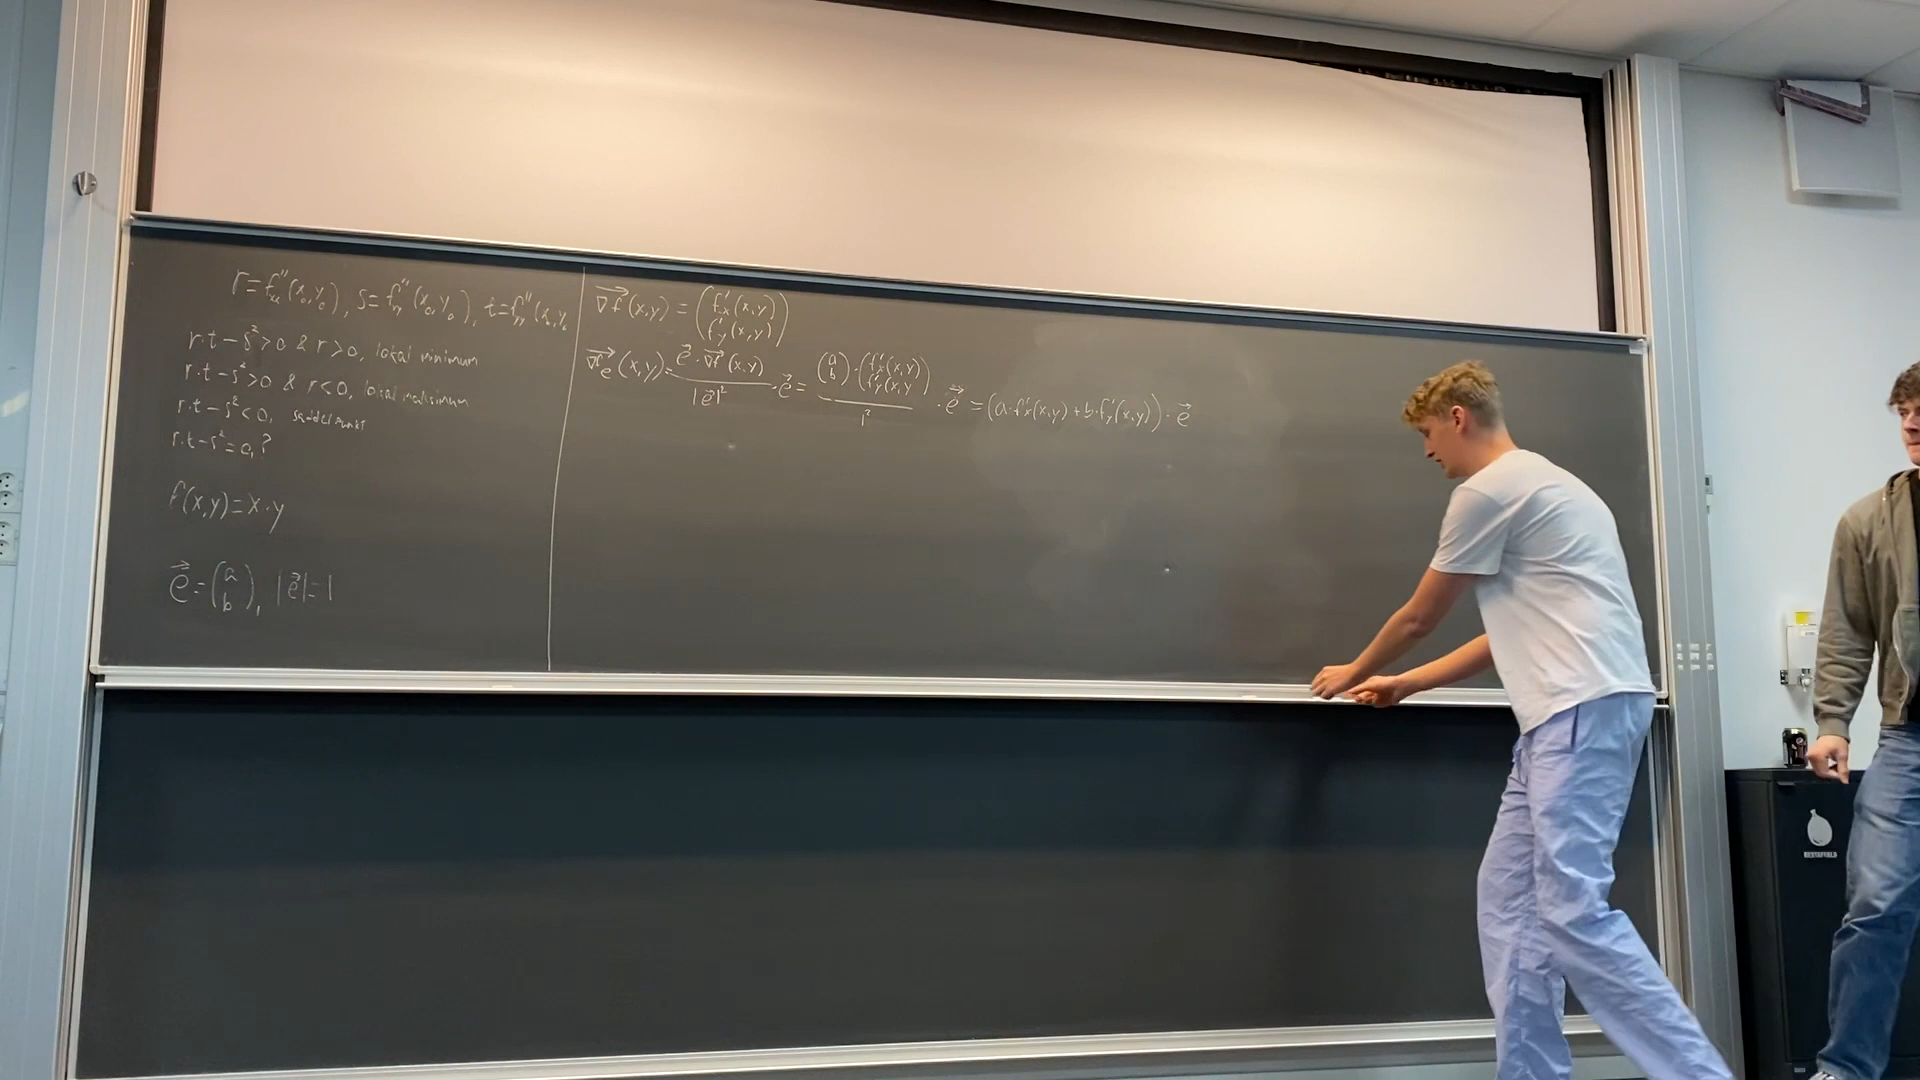 r = f''xx(x₀,y₀), s = f''xy(x₀,y₀), t = f''yy(x₀,y₀
r·t - s² > 0 & r > 0, lokal minimum
r·t - s² > 0 & r < 0, lokal maksimum
r·t - s² < 0, saddelpunkt
r·t - s² = 0, ?
f(x,y) = x·y
e⃗ = (a b), |e⃗| = 1
∇f⃗(x,y) = (f'x(x,y) f'y(x,y))
∇f⃗e(x,y) = e⃗·∇f⃗(x,y) / |e⃗|² · e⃗ = (a b)·(f'x(x,y) f'y(x,y) / 1² · e⃗ = (a·f'x(x,y) + b·f'y(x,y))·e⃗